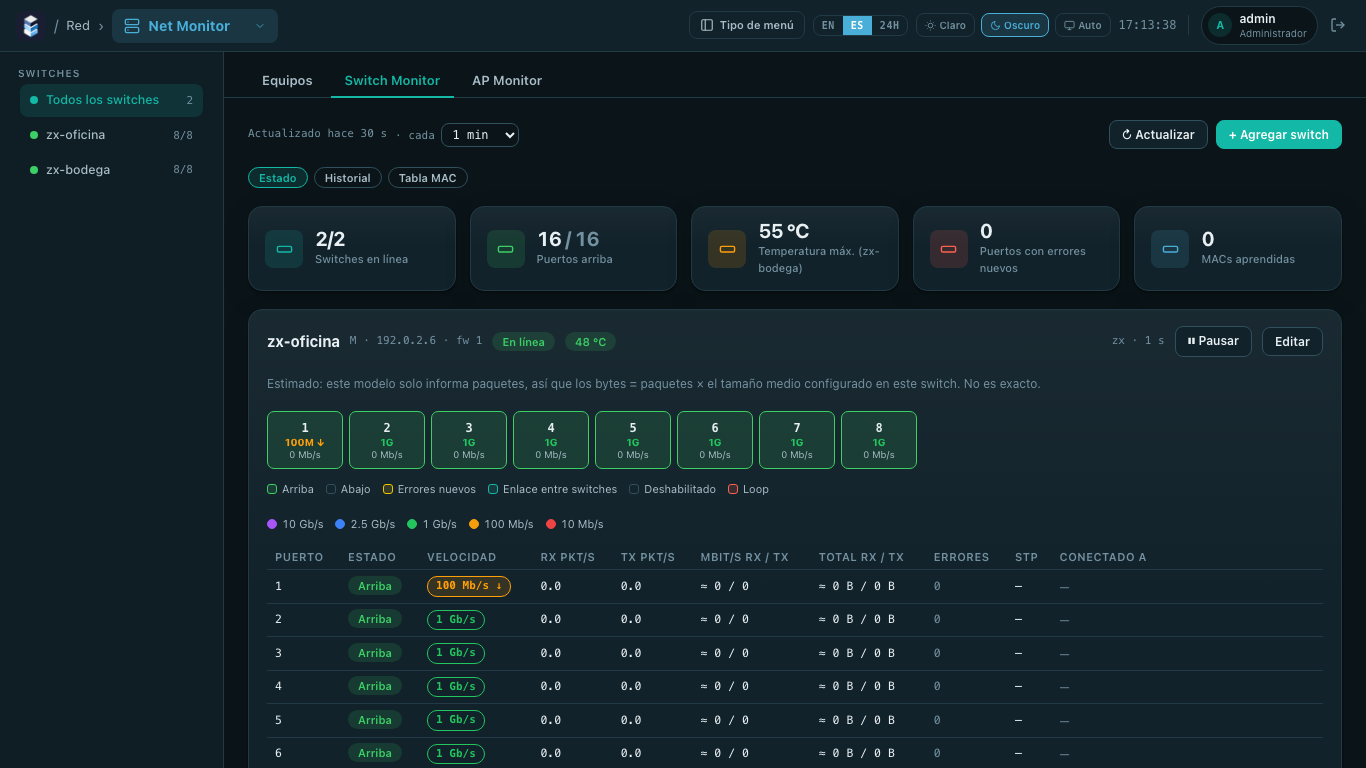 / Red › Net Monitor
Tipo de menú
EN ES 24H
Claro
Oscuro
Auto
17:13:38
A
admin
Administrador
SWITCHES
Todos los switches 2
zx-oficina 8/8
zx-bodega 8/8
Equipos
Switch Monitor
AP Monitor
Actualizado hace 30 s · cada 1 min
↻ Actualizar
+ Agregar switch
Estado
Historial
Tabla MAC
2/2
Switches en línea
16 / 16
Puertos arriba
55 °C
Temperatura máx. (zx-
bodega)
0
Puertos con errores
nuevos
0
MACs aprendidas
zx-oficina M · 192.0.2.6 · fw 1 En línea 48 °C
zx · 1 s
Pausar
Editar
Estimado: este modelo solo informa paquetes, así que los bytes = paquetes × el tamaño medio configurado en este switch. No es exacto.
1
100M ↓
0 Mb/s
2
1G
0 Mb/s
3
1G
0 Mb/s
4
1G
0 Mb/s
5
1G
0 Mb/s
6
1G
0 Mb/s
7
1G
0 Mb/s
8
1G
0 Mb/s
Arriba Abajo Errores nuevos Enlace entre switches Deshabilitado Loop
10 Gb/s 2.5 Gb/s 1 Gb/s 100 Mb/s 10 Mb/s
PUERTO ESTADO VELOCIDAD RX PKT/S TX PKT/S MBIT/S RX / TX TOTAL RX / TX ERRORES STP CONECTADO A
1 Arriba 100 Mb/s ↓ 0.0 0.0 ≈ 0 / 0 ≈ 0 B / 0 B 0 — —
2 Arriba 1 Gb/s 0.0 0.0 ≈ 0 / 0 ≈ 0 B / 0 B 0 — —
3 Arriba 1 Gb/s 0.0 0.0 ≈ 0 / 0 ≈ 0 B / 0 B 0 — —
4 Arriba 1 Gb/s 0.0 0.0 ≈ 0 / 0 ≈ 0 B / 0 B 0 — —
5 Arriba 1 Gb/s 0.0 0.0 ≈ 0 / 0 ≈ 0 B / 0 B 0 — —
6 Arriba 1 Gb/s 0.0 0.0 ≈ 0 / 0 ≈ 0 B / 0 B 0 — —